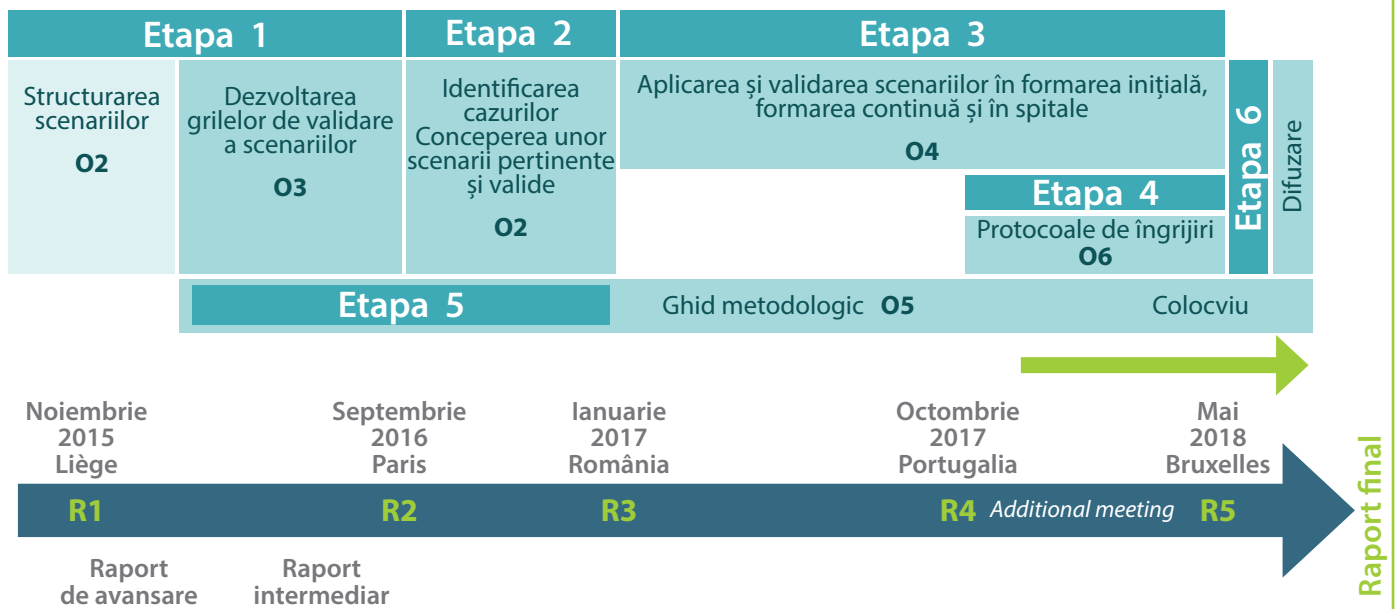 Etapa 1
Etapa 2
Etapa 3
Structurarea
scenariilor
O2
Dezvoltarea
grilelor de validare
a scenariilor
O3
Identificarea
cazurilor
Conceperea unor
scenarii pertinente
și valide
O2
Aplicarea și validarea scenariilor în formarea inițială,
formarea continuă și în spitale
O4
Etapa 4
Protocoale de îngrijiri
O6
Etapa 6
Difuzare
Etapa 5
Ghid metodologic O5
Colocviu
Noiembrie
2015
Liège
Septembrie
2016
Paris
Ianuarie
2017
România
Octombrie
2017
Portugalia
Mai
2018
Bruxelles
R1
R2
R3
R4 Additional meeting R5
Raport
de avansare
Raport
intermediar
Raport final